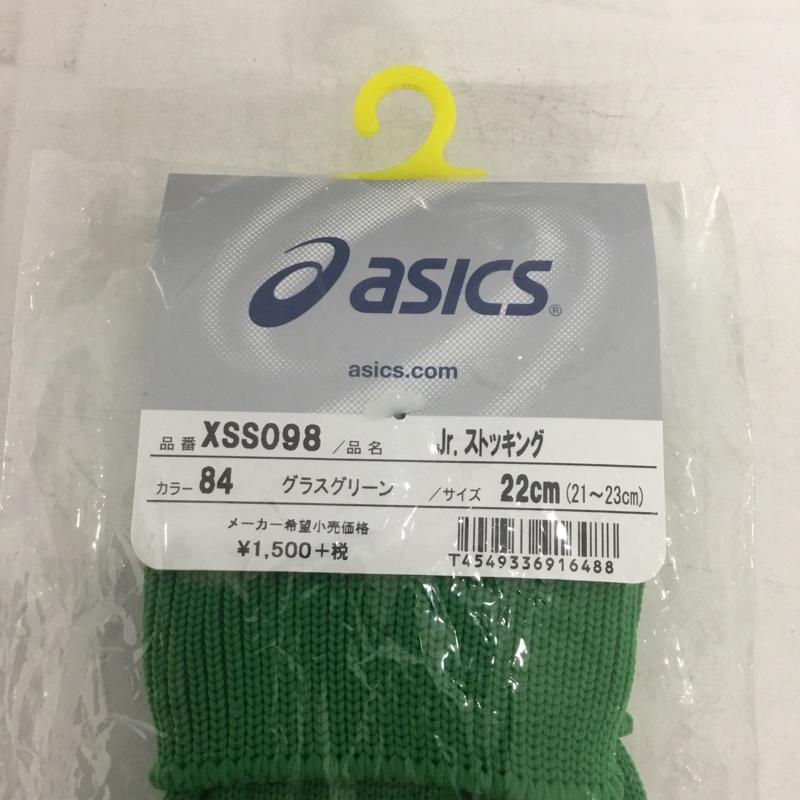 asics®
asics.com
品番 XSS098 /品名 Jr.ストッキング
カラー 84 グラスグリーン /サイズ 22cm(21〜23cm)
メーカー希望小売価格
¥1,500+税
T4549336916488